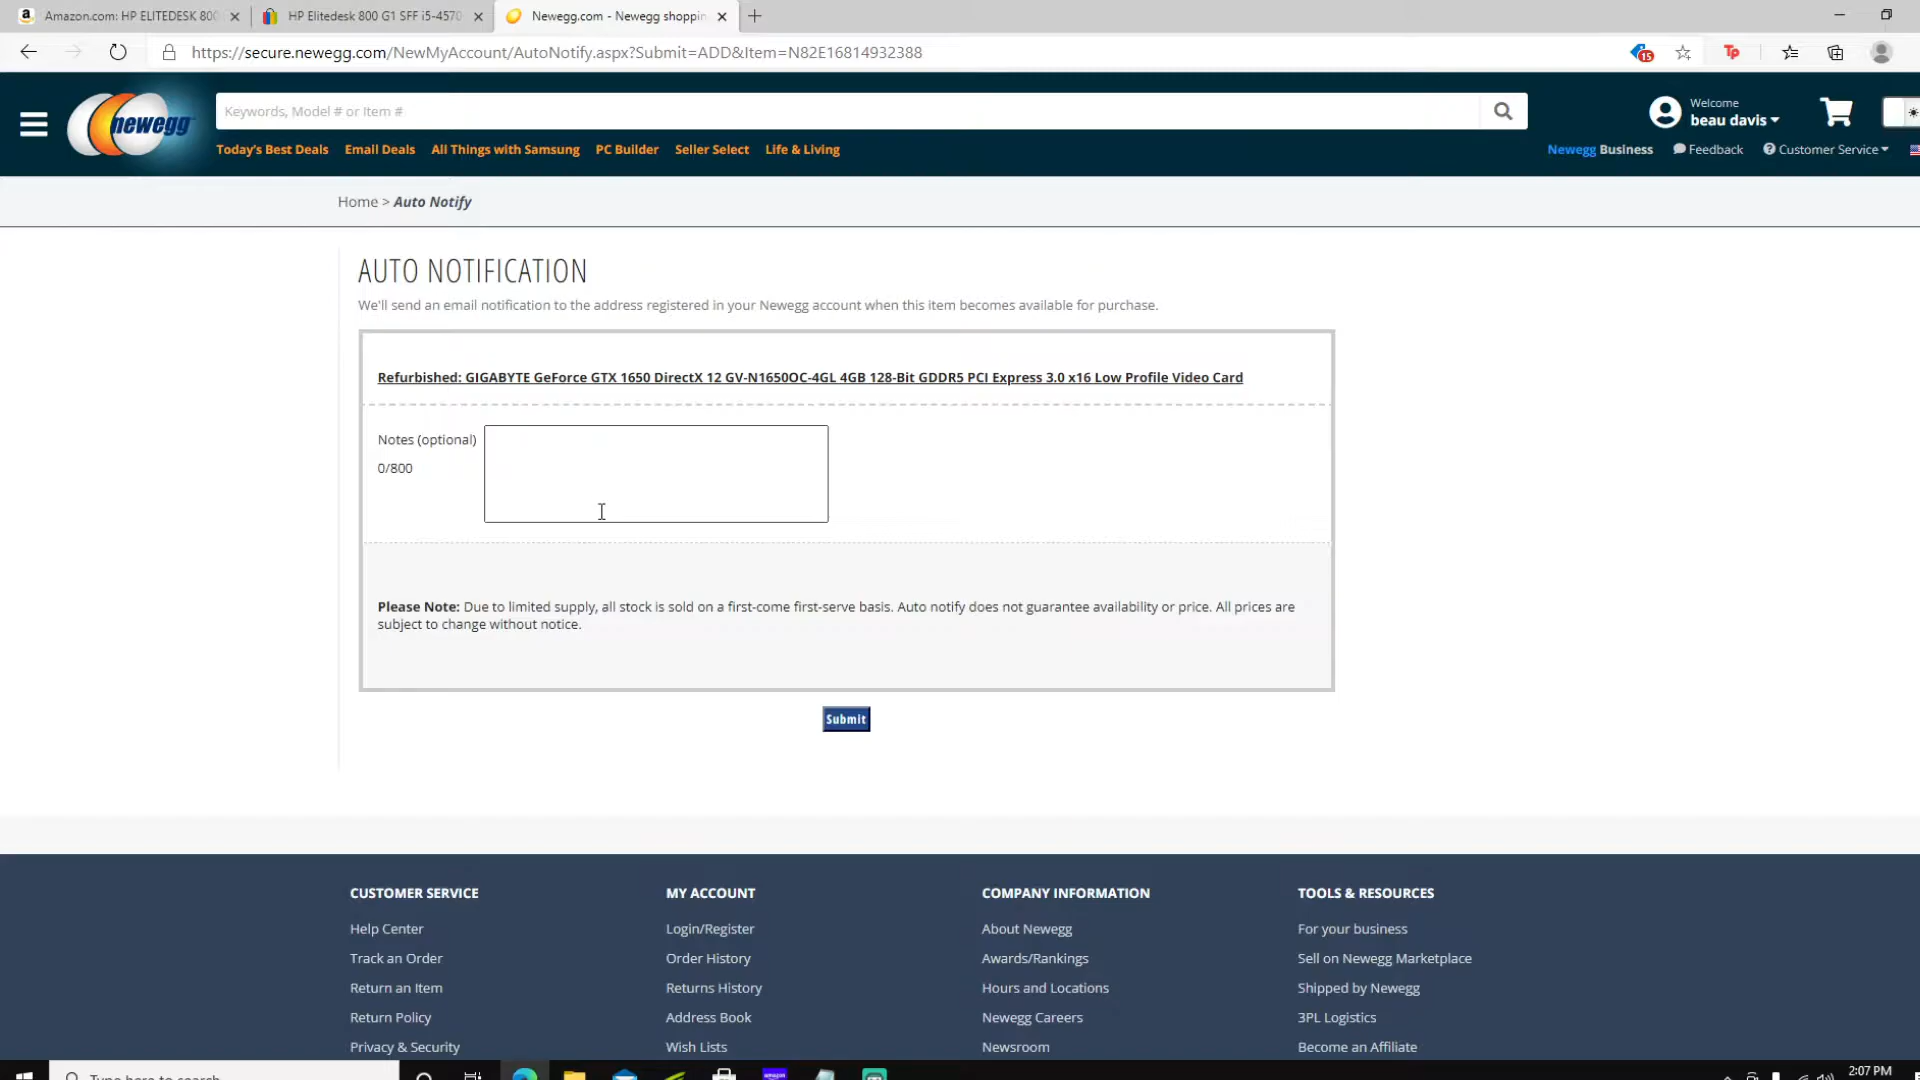 Amazon.com: HP ELITEDESK 800
HP Elitedesk 800 G1 SFF i5-4570
Newegg.com - Newegg shoppin
https://secure.newegg.com/NewMyAccount/AutoNotify.aspx?Submit=ADD&Item=N82E16814932388
15
Tp
newegg
Keywords, Model # or Item #
Welcome
beau davis
Today's Best Deals
Email Deals
All Things with Samsung
PC Builder
Seller Select
Life & Living
Newegg Business
Feedback
Customer Service
Home > Auto Notify
AUTO NOTIFICATION
We'll send an email notification to the address registered in your Newegg account when this item becomes available for purchase.
Refurbished: GIGABYTE GeForce GTX 1650 DirectX 12 GV-N1650OC-4GL 4GB 128-Bit GDDR5 PCI Express 3.0 x16 Low Profile Video Card
Notes (optional)
0/800
Please Note: Due to limited supply, all stock is sold on a first-come first-serve basis. Auto notify does not guarantee availability or price. All prices are
subject to change without notice.
Submit
CUSTOMER SERVICE
Help Center
Track an Order
Return an Item
Return Policy
Privacy & Security
MY ACCOUNT
Login/Register
Order History
Returns History
Address Book
Wish Lists
COMPANY INFORMATION
About Newegg
Awards/Rankings
Hours and Locations
Newegg Careers
Newsroom
TOOLS & RESOURCES
For your business
Sell on Newegg Marketplace
Shipped by Newegg
3PL Logistics
Become an Affiliate
Type here to search
amazon
2:07 PM